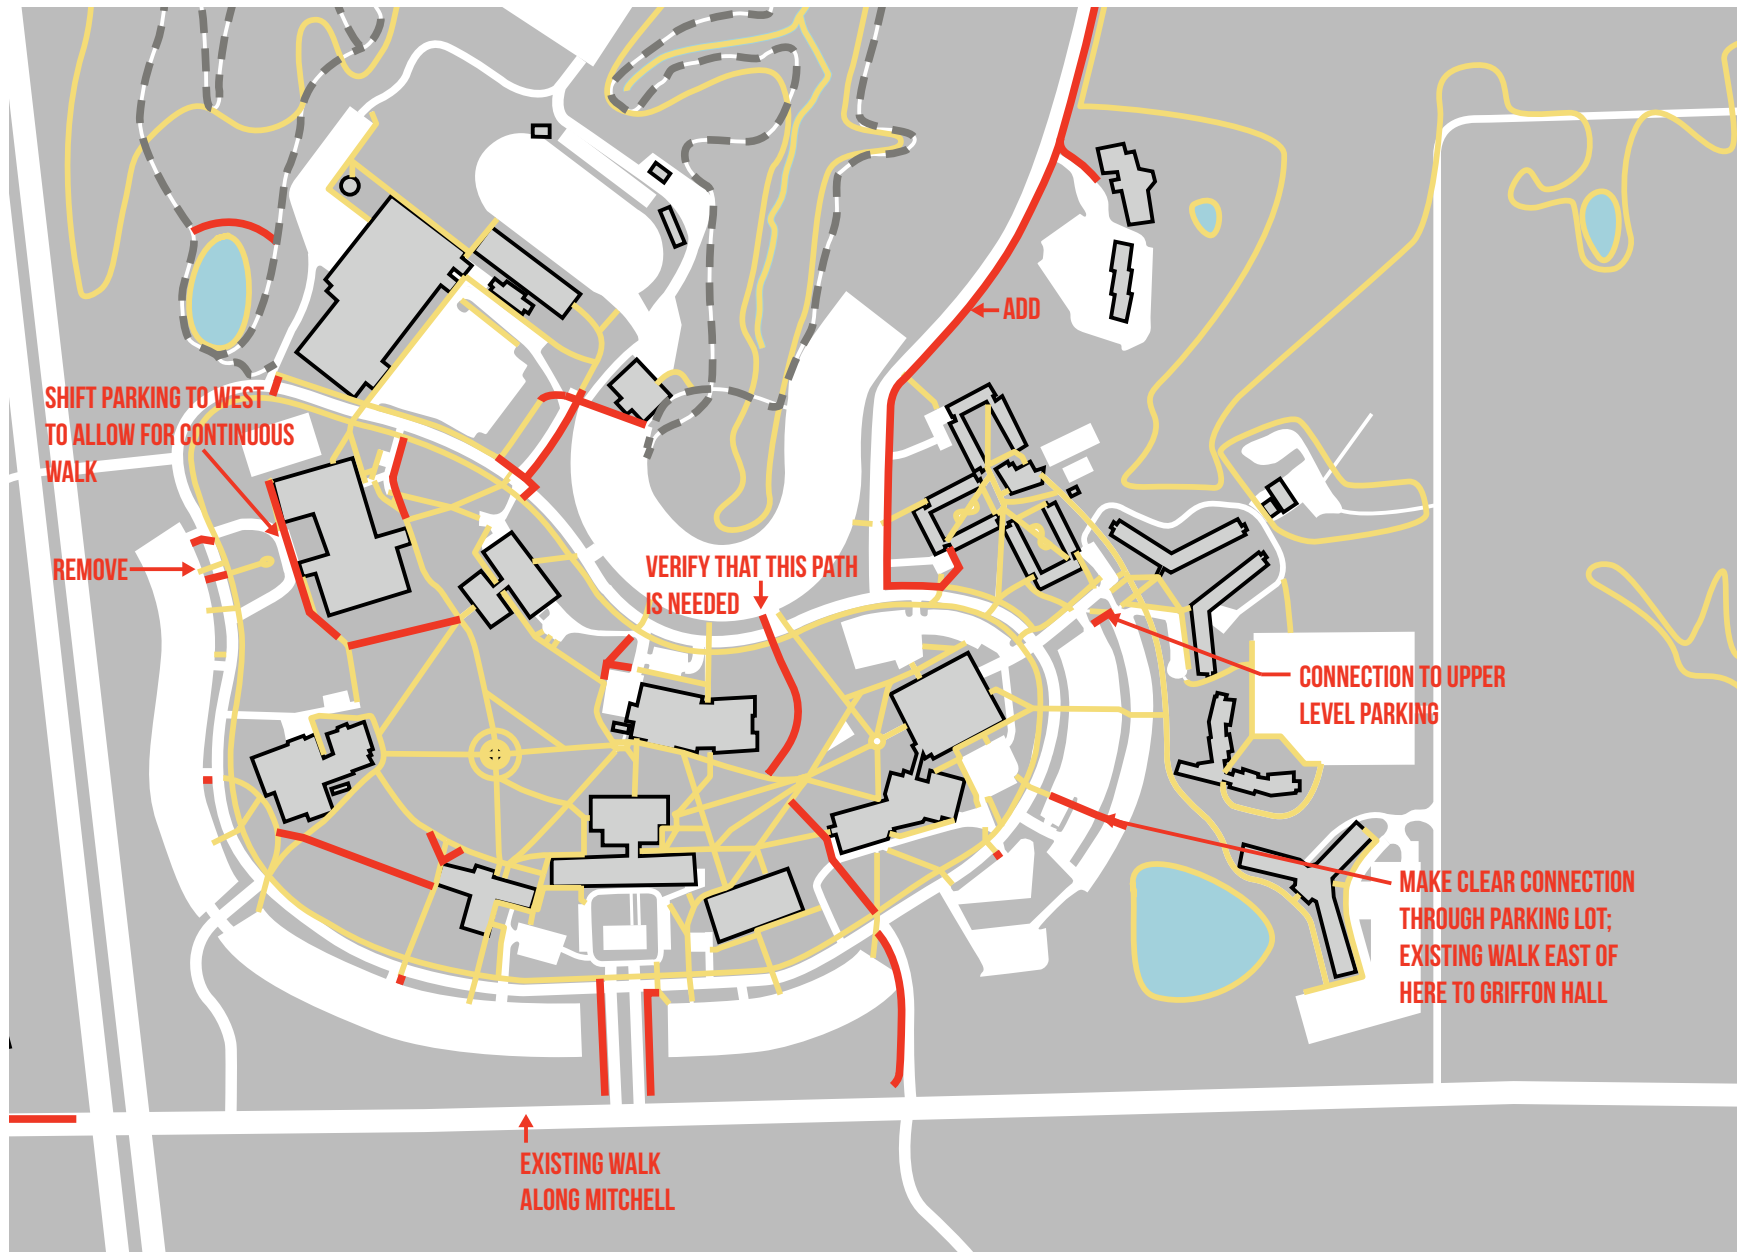 ADD
SHIFT PARKING TO WEST
TO ALLOW FOR CONTINUOUS
WALK
REMOVE
VERIFY THAT THIS PATH
IS NEEDED
CONNECTION TO UPPER
LEVEL PARKING
MAKE CLEAR CONNECTION
THROUGH PARKING LOT;
EXISTING WALK EAST OF
HERE TO GRIFFON HALL
EXISTING WALK
ALONG MITCHELL